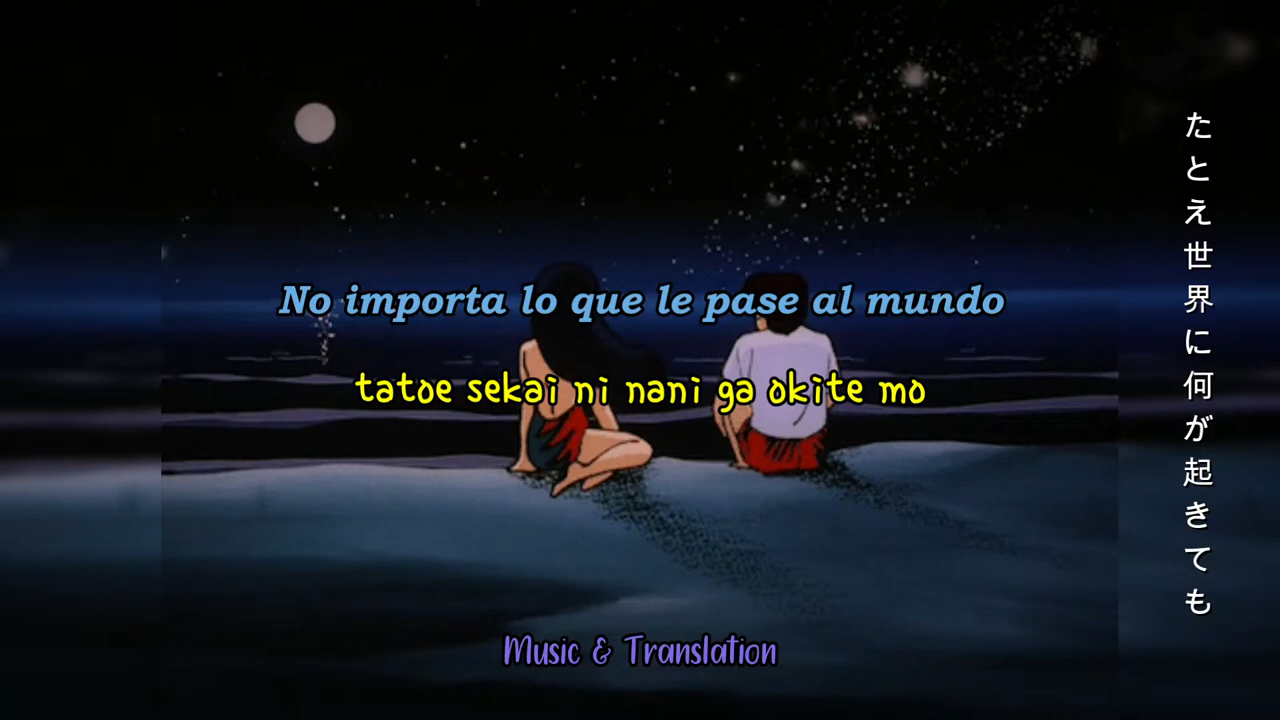 No importa lo que le pase al mundo
tatoe sekai ni nani ga okite mo
たとえ世界に何が起きても
Music & Translation